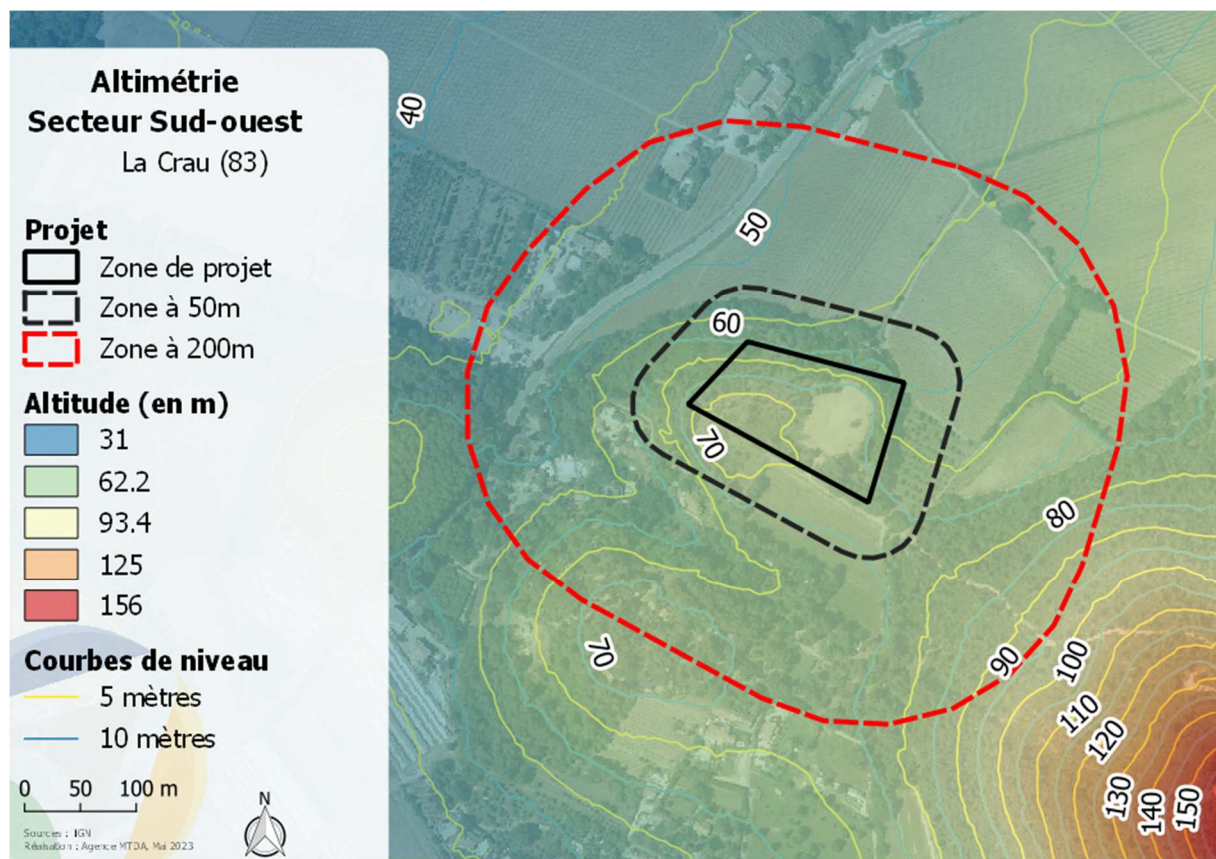 Altimétrie
Secteur Sud-ouest
La Crau (83)
Projet
Zone de projet
Zone à 50m
Zone à 200m
Altitude (en m)
31
62.2
93.4
125
156
Courbes de niveau
5 mètres
10 mètres
0 50 100 m
N
Sources : IGN
Réalisation : Agence MTDA, Mai 2023
40
50
60
70
80
70
90
100
110
120
130
140
150